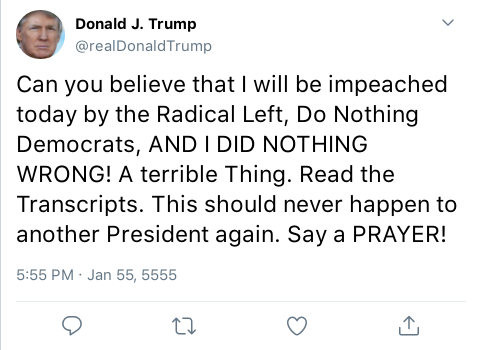 Donald J. Trump
@realDonaldTrump
Can you believe that I will be impeached
today by the Radical Left, Do Nothing
Democrats, AND I DID NOTHING
WRONG! A terrible Thing. Read the
Transcripts. This should never happen to
another President again. Say a PRAYER!
5:55 PM · Jan 55, 5555